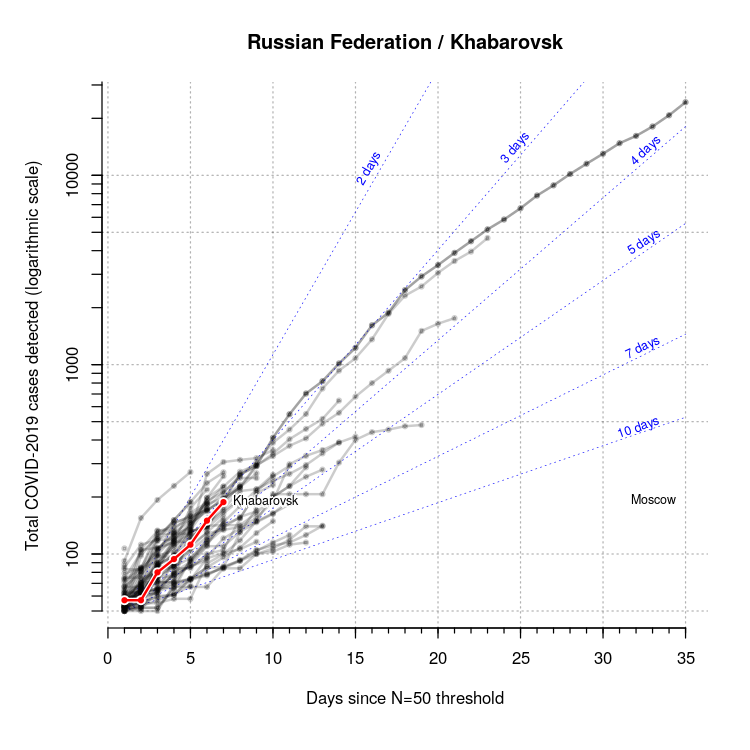 Russian Federation / Khabarovsk
Total COVID-2019 cases detected (logarithmic scale)
10000
1000
100
2 days
3 days
4 days
5 days
7 days
10 days
Khabarovsk
Moscow
0 5 10 15 20 25 30 35
Days since N=50 threshold